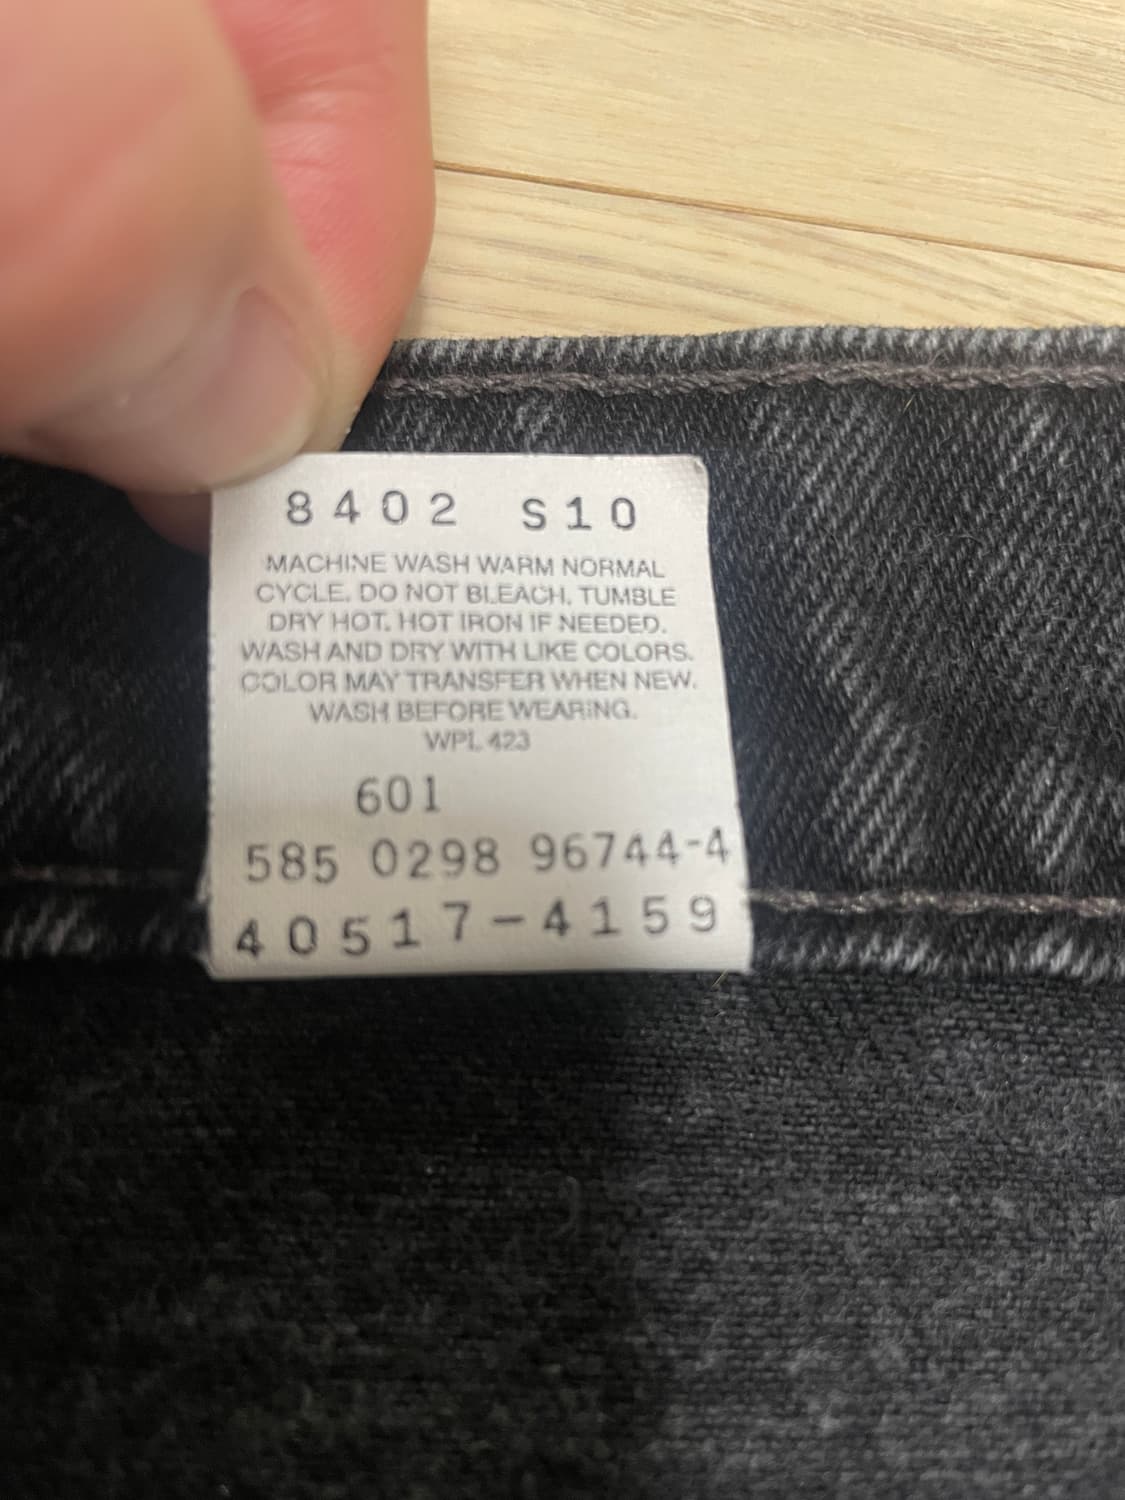 8402 S10
MACHINE WASH WARM NORMAL
CYCLE. DO NOT BLEACH. TUMBLE
DRY HOT. HOT IRON IF NEEDED.
WASH AND DRY WITH LIKE COLORS.
COLOR MAY TRANSFER WHEN NEW.
WASH BEFORE WEARING.
WPL 423
601
585 0298 96744-4
40517-4159